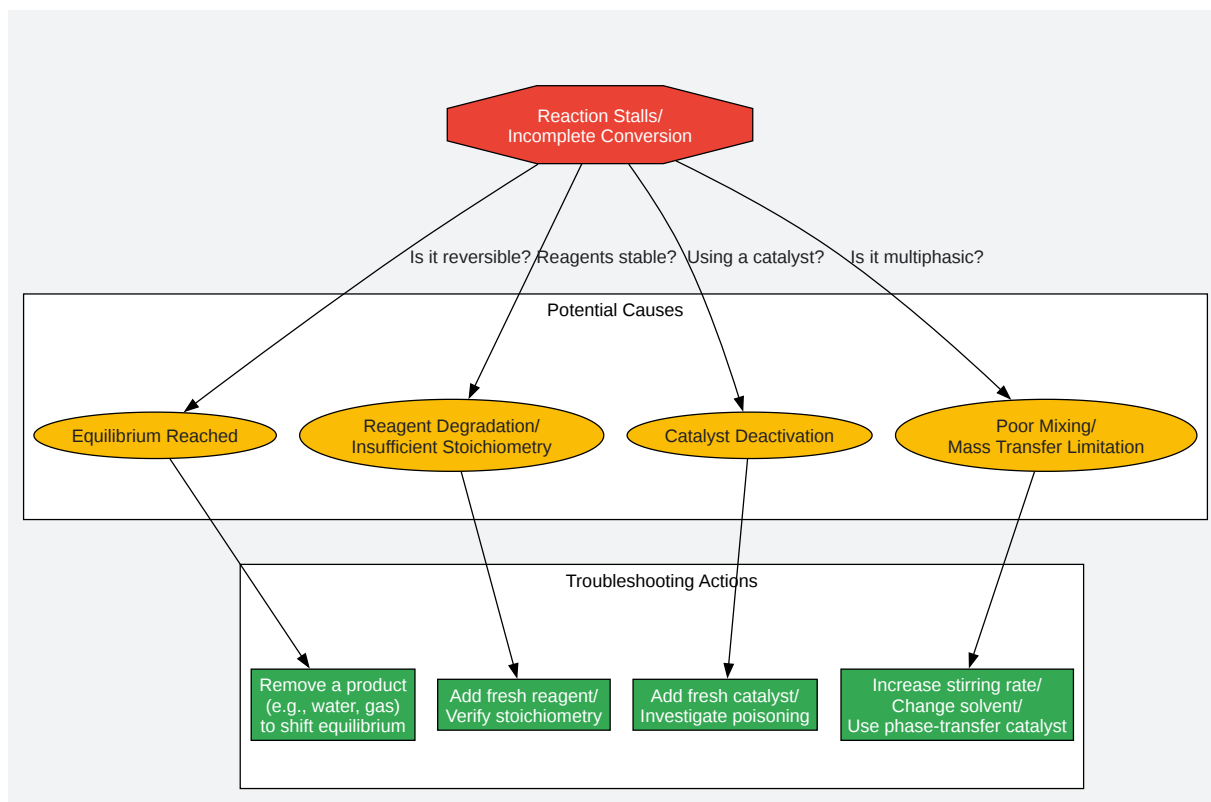 Reaction Stalls/
Incomplete Conversion
Is it reversible?
Reagents stable?
Using a catalyst?
Is it multiphasic?
Potential Causes
Equilibrium Reached
Reagent Degradation/
Insufficient Stoichiometry
Catalyst Deactivation
Poor Mixing/
Mass Transfer Limitation
Troubleshooting Actions
Remove a product
(e.g., water, gas)
to shift equilibrium
Add fresh reagent/
Verify stoichiometry
Add fresh catalyst/
Investigate poisoning
Increase stirring rate/
Change solvent/
Use phase-transfer catalyst